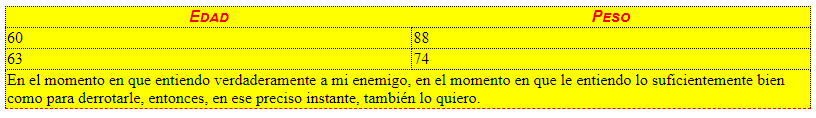 Edad Peso
60 88
63 74
En el momento en que entiendo verdaderamente a mi enemigo, en el momento en que le entiendo lo suficientemente bien
como para derrotarle, entonces, en ese preciso instante, también lo quiero.